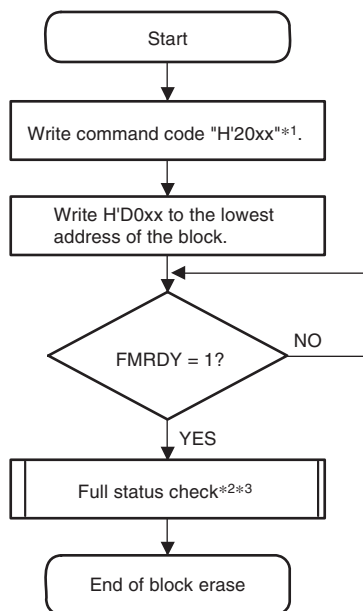 Start
Write command code "H'20xx"*1.
Write H'D0xx to the lowest
address of the block.
FMRDY = 1?
NO
YES
Full status check*2*3
End of block erase